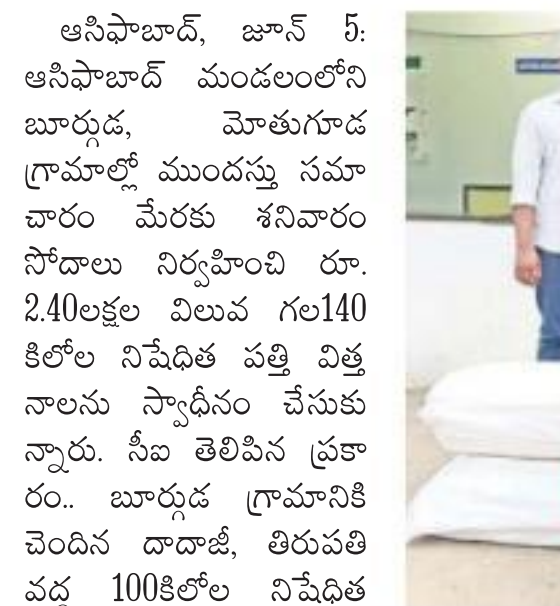 ఆసిఫాబాద్, జూన్ 5:
ఆసిఫాబాద్ మండలంలోని
బూర్గుడ, మోతుగూడ
గ్రామాల్లో ముందస్తు సమా
చారం మేరకు శనివారం
సోదాలు నిర్వహించి రూ.
2.40లక్షల విలువ గల140
కిలోల నిషేధిత పత్తి విత్త
నాలను స్వాధీనం చేసుకు
న్నారు. సీఐ తెలిపిన ప్రకా
రం.. బూర్గుడ గ్రామానికి
చెందిన దాదాజీ, తిరుపతి
వద్ద 100కిలోల నిషేధిత